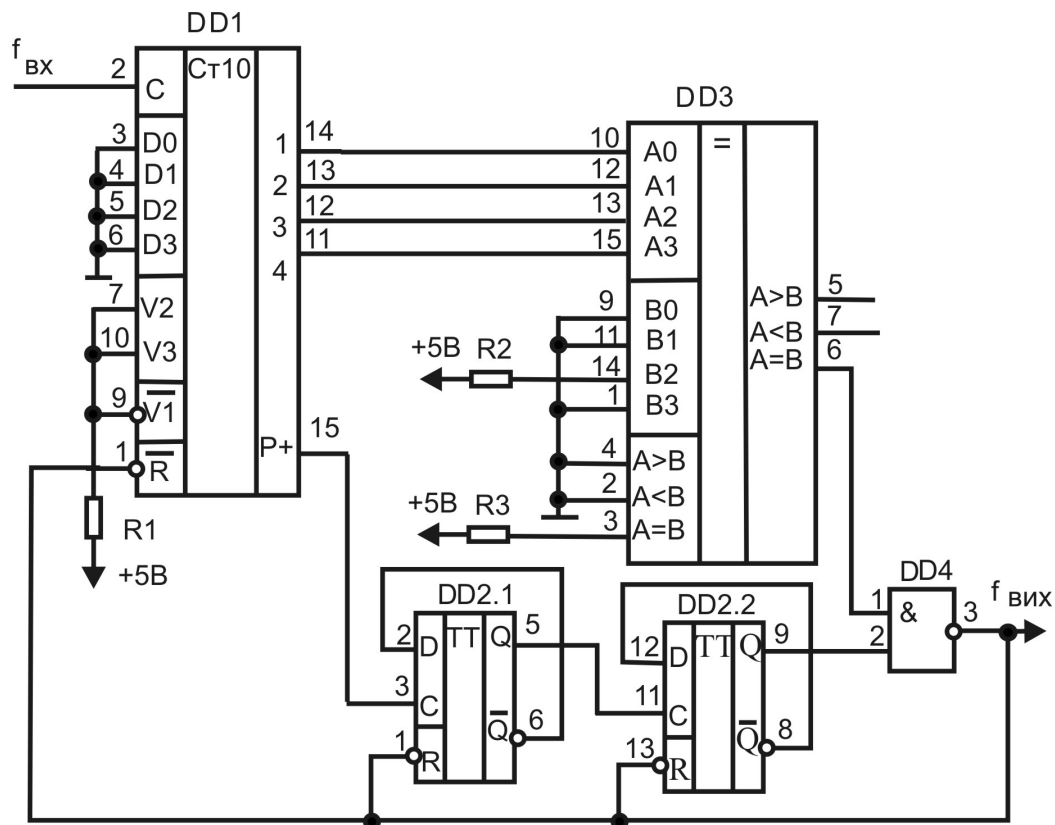 DD1
f вх
2
C
Ст10
3
D0
4
D1
5
D2
6
D3
7
V2
10
V3
9
V1
1
R
1
14
2
13
3
12
4
11
P+
15
R1
+5В
DD3
=
10
A0
12
A1
13
A2
15
A3
9
B0
11
B1
14
B2
1
B3
4
A>B
2
A<B
3
A=B
A>B
5
A<B
7
A=B
6
+5В
R2
+5В
R3
DD2.1
2
D
TT
Q
5
3
C
Q
6
1
R
DD2.2
12
D
TT
Q
9
11
C
Q
8
13
R
DD4
1
&
2
3
f вих